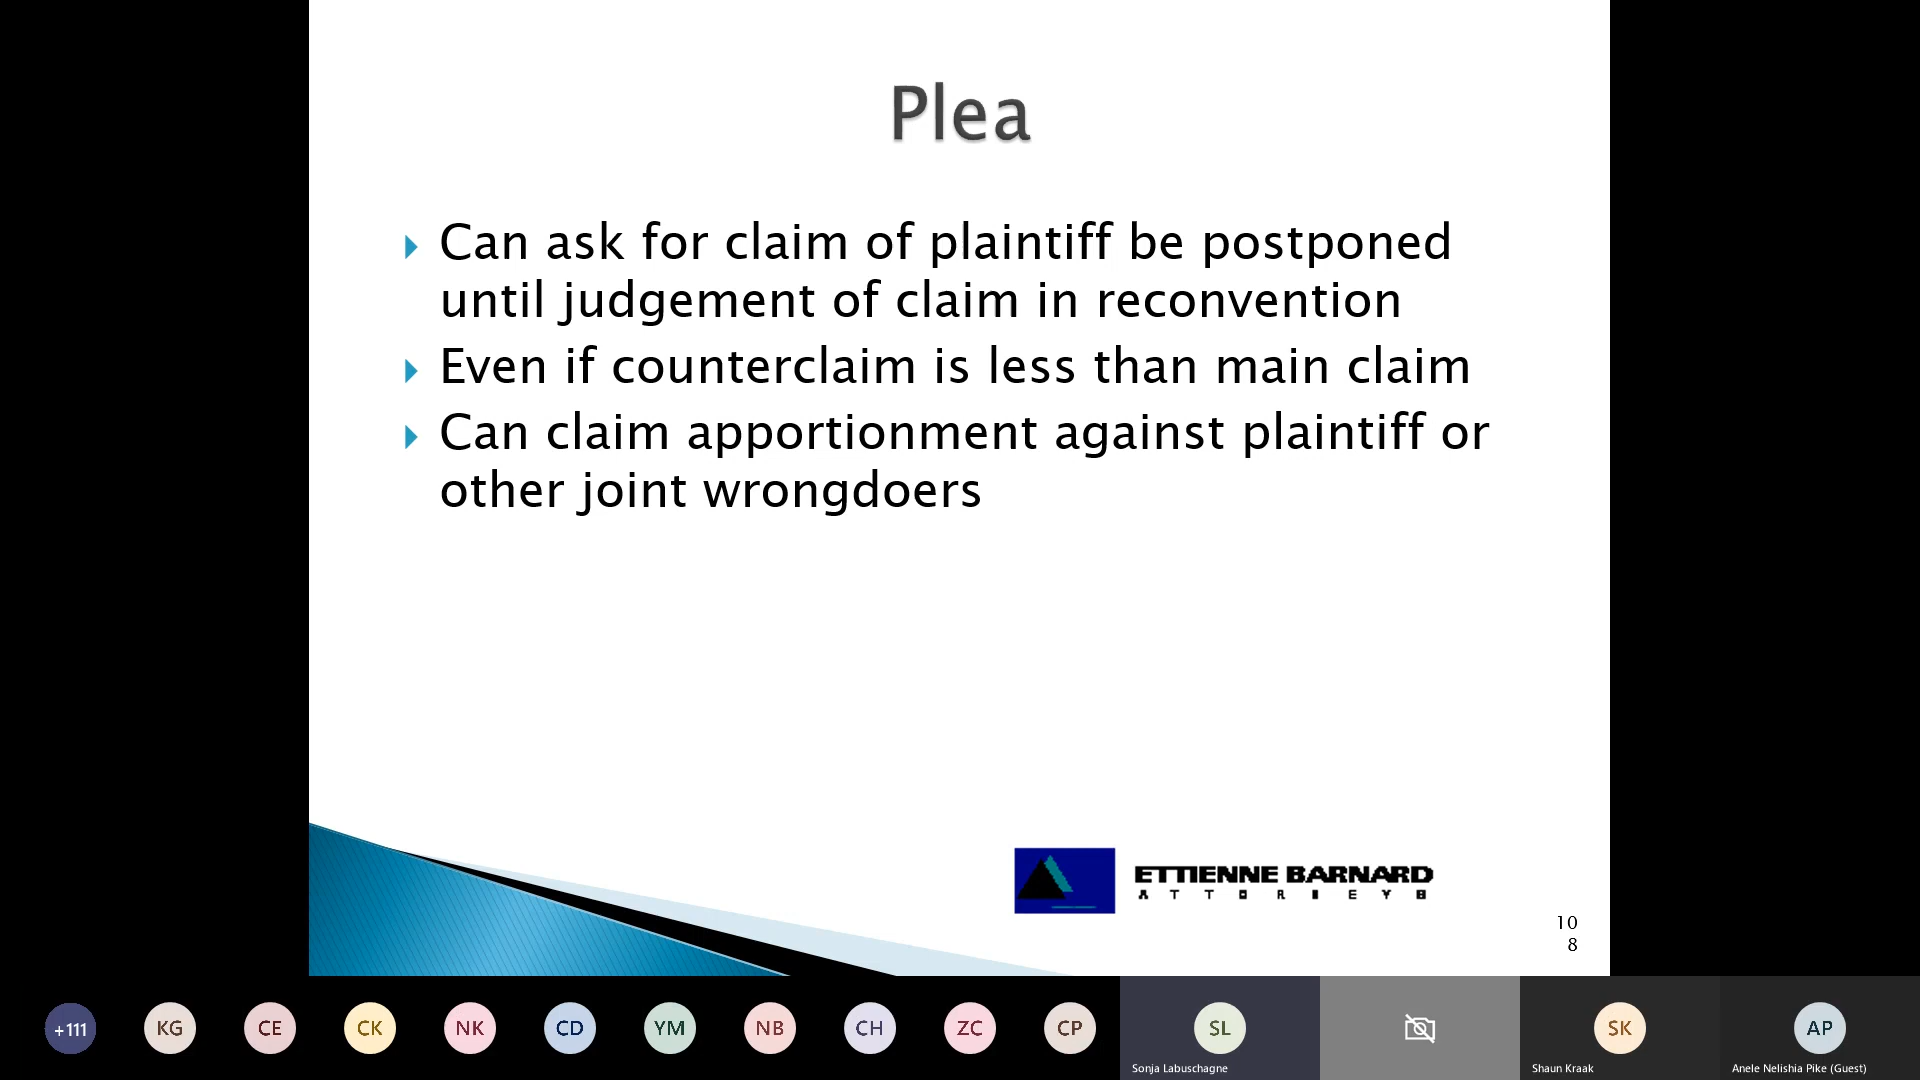 Plea
Can ask for claim of plaintiff be postponed
until judgement of claim in reconvention
Even if counterclaim is less than main claim
Can claim apportionment against plaintiff or
other joint wrongdoers
ETTIENNE BARNARD
ATTORNEYS
10
8
+111
KG
CE
CK
NK
CD
YM
NB
CH
ZC
CP
SL
SK
AP
Sonja Labuschagne
Shaun Kraak
Anele Nelishia Pike (Guest)